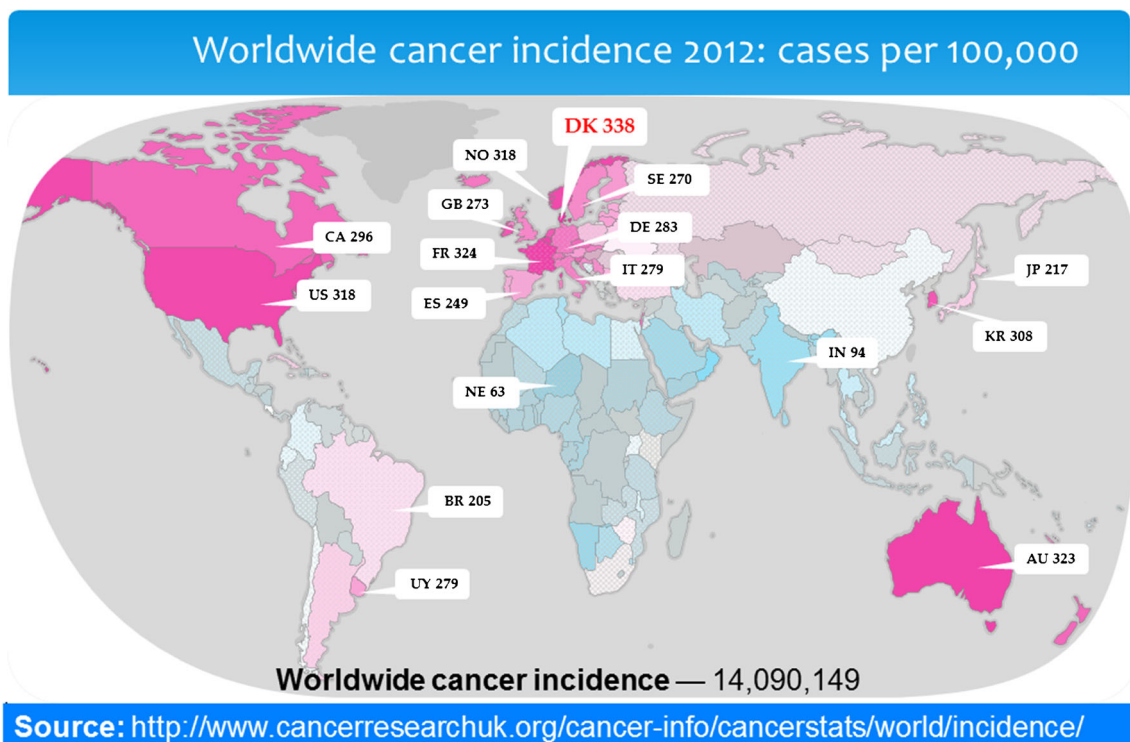 Worldwide cancer incidence 2012: cases per 100,000
DK 338
NO 318
SE 270
GB 273
DE 283
CA 296
FR 324
IT 279
JP 217
US 318
ES 249
KR 308
IN 94
NE 63
BR 205
AU 323
UY 279
Worldwide cancer incidence — 14,090,149
Source: http://www.cancerresearchuk.org/cancer-info/cancerstats/world/incidence/